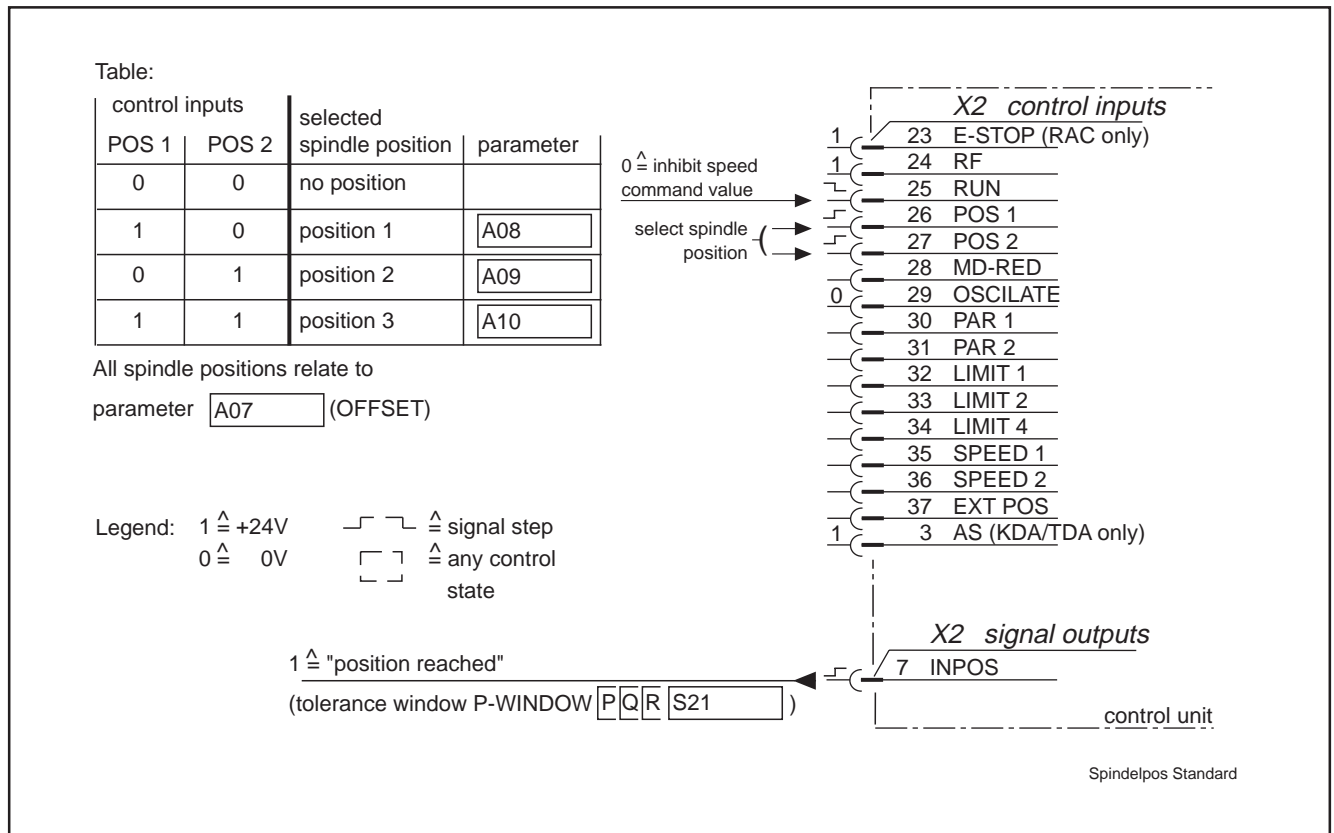 Table:
control inputs
selected
POS 1 POS 2 spindle position parameter
0 0 no position
1 0 position 1 A08
0 1 position 2 A09
1 1 position 3 A10
All spindle positions relate to
parameter A07 (OFFSET)
Legend: 1 ≙ +24V ≙ signal step
0 ≙ 0V ≙ any control
state
0 ≙ inhibit speed
command value
select spindle
position
X2 control inputs
1 23 E-STOP (RAC only)
1 24 RF
25 RUN
26 POS 1
27 POS 2
28 MD-RED
0 29 OSCILATE
30 PAR 1
31 PAR 2
32 LIMIT 1
33 LIMIT 2
34 LIMIT 4
35 SPEED 1
36 SPEED 2
37 EXT POS
1 3 AS (KDA/TDA only)
X2 signal outputs
7 INPOS
1 ≙ "position reached"
(tolerance window P-WINDOW P Q R S21 )
control unit
Spindelpos Standard